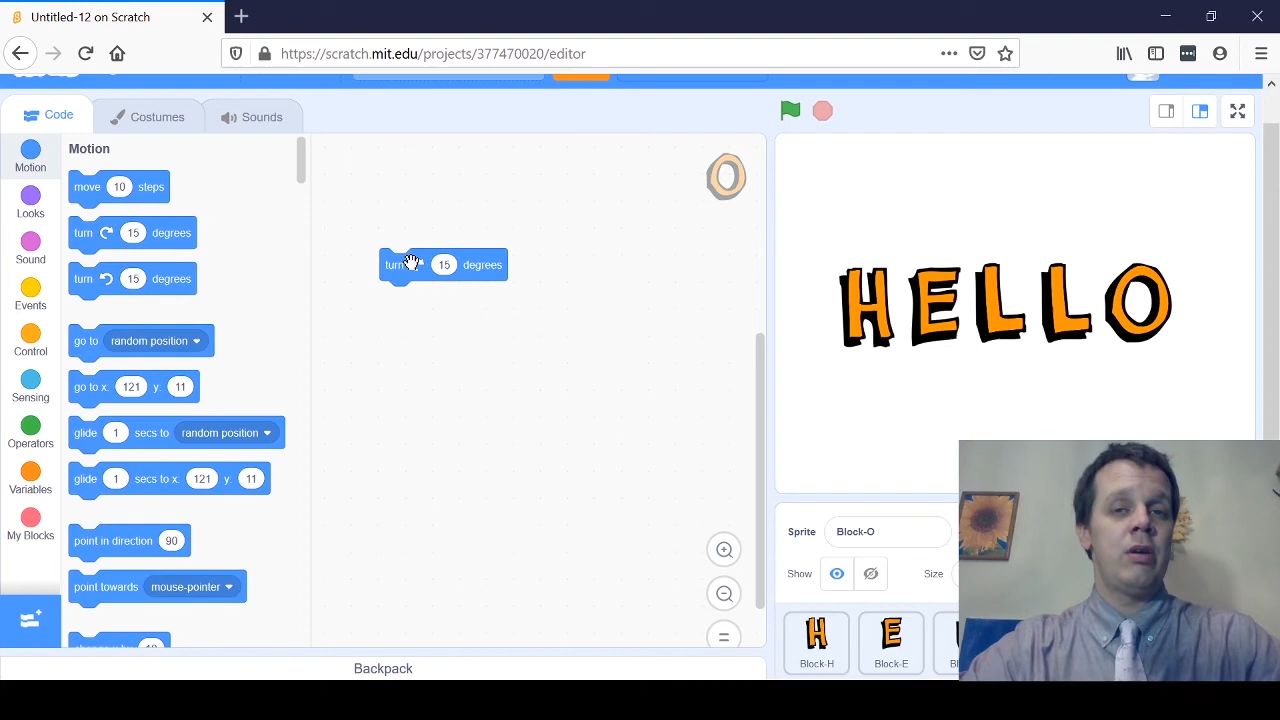 Untitled-12 on Scratch
https://scratch.mit.edu/projects/377470020/editor
Code
Costumes
Sounds
Motion
Looks
Sound
Events
Control
Sensing
Operators
Variables
My Blocks
Motion
move 10 steps
turn 15 degrees
turn 15 degrees
go to random position
go to x: 121 y: 11
glide 1 secs to random position
glide 1 secs to x: 121 y: 11
point in direction 90
point towards mouse-pointer
turn 15 degrees
O
HELLO
Sprite Block-O
Show
Size
H
Block-H
E
Block-E
Backpack